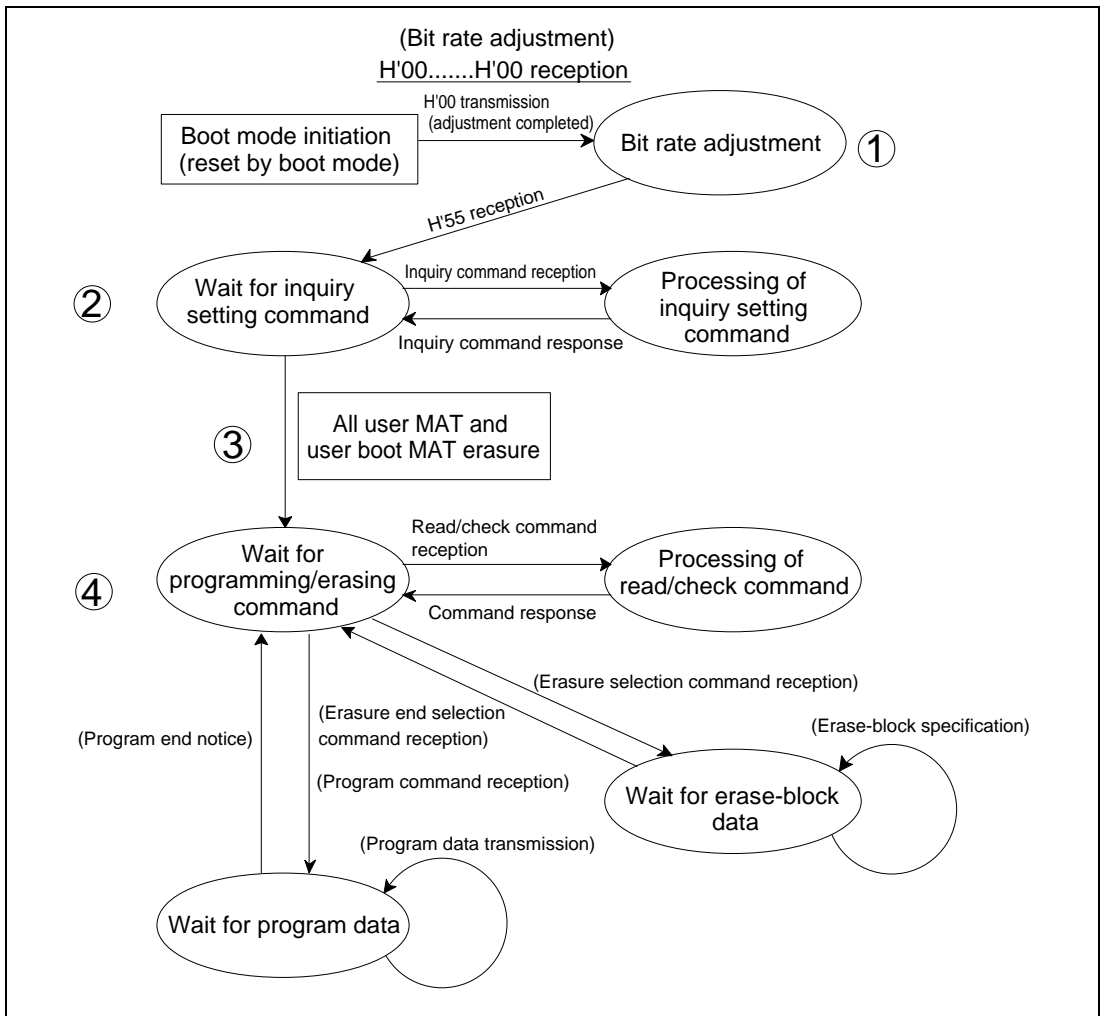 (Bit rate adjustment)
H'00.......H'00 reception
H'00 transmission
(adjustment completed)
Boot mode initiation
(reset by boot mode)
Bit rate adjustment
1
H'55 reception
2
Wait for inquiry
setting command
Inquiry command reception
Inquiry command response
Processing of
inquiry setting
command
3
All user MAT and
user boot MAT erasure
4
Wait for
programming/erasing
command
Read/check command
reception
Command response
Processing of
read/check command
(Erasure selection command reception)
(Program end notice)
(Erasure end selection
command reception)
(Program command reception)
(Erase-block specification)
Wait for erase-block
data
(Program data transmission)
Wait for program data